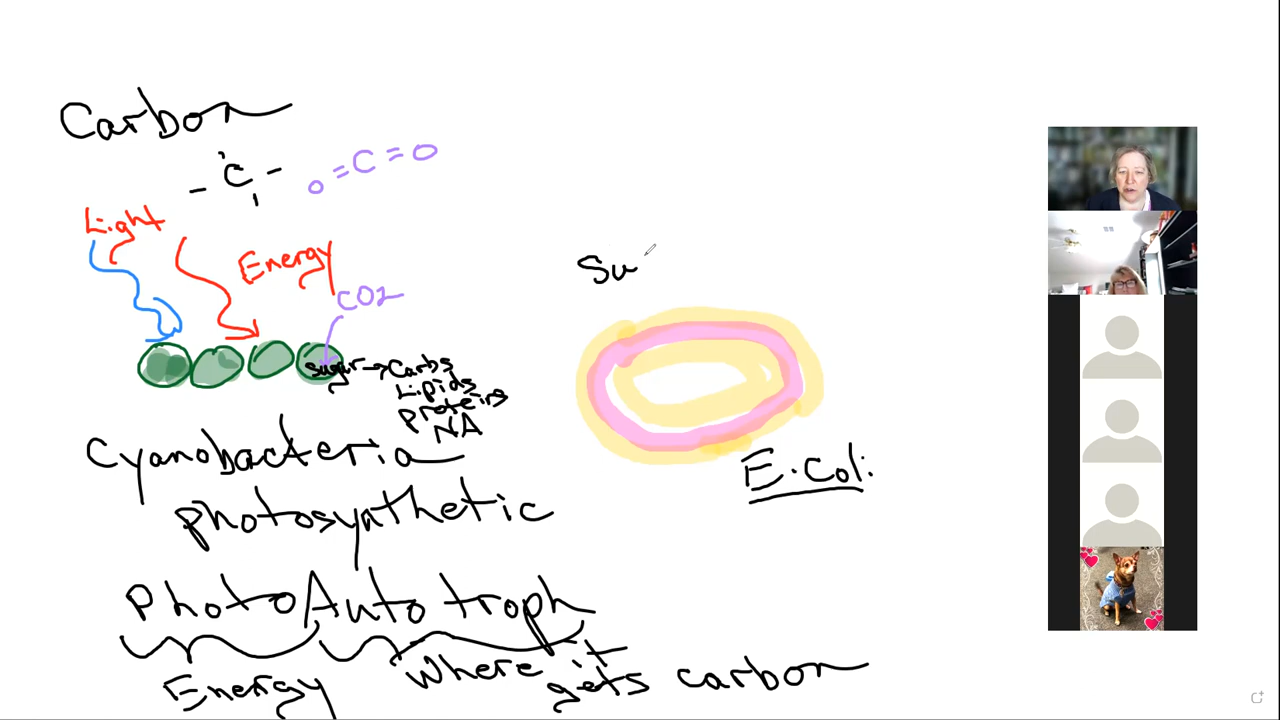 Carbon
- C -
O = C = O
Light
Energy
CO2
sugar → Carbs
Lipids
proteins
NA
Cyanobacteria
photosynthetic
PhotoAutotroph
Energy
Where it
gets carbon
Su
E. Coli